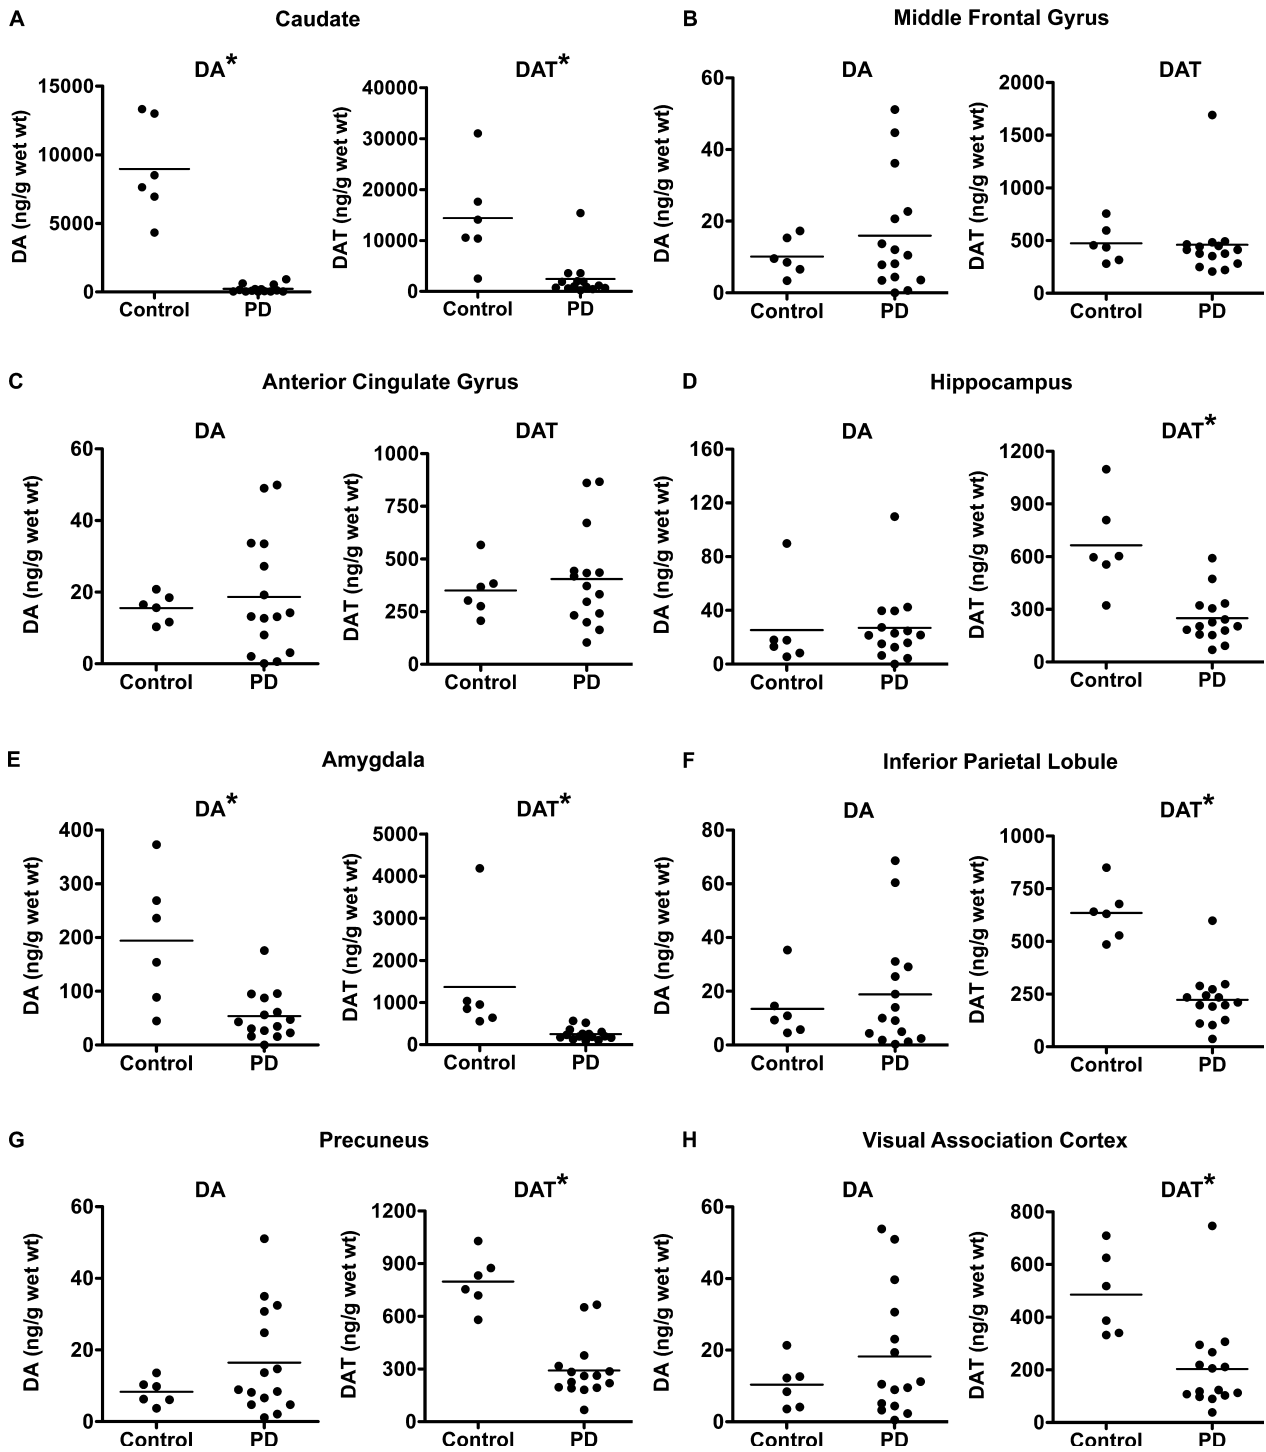 A Caudate
DA*
DA (ng/g wet wt)
15000
10000
5000
0
Control PD
DAT*
DAT (ng/g wet wt)
40000
30000
20000
10000
0
Control PD
B Middle Frontal Gyrus
DA
DA (ng/g wet wt)
60
40
20
0
Control PD
DAT
DAT (ng/g wet wt)
2000
1500
1000
500
0
Control PD
C Anterior Cingulate Gyrus
DA
DA (ng/g wet wt)
60
40
20
0
Control PD
DAT
DAT (ng/g wet wt)
1000
750
500
250
0
Control PD
D Hippocampus
DA
DA (ng/g wet wt)
160
120
80
40
0
Control PD
DAT*
DAT (ng/g wet wt)
1200
900
600
300
0
Control PD
E Amygdala
DA*
DA (ng/g wet wt)
400
300
200
100
0
Control PD
DAT*
DAT (ng/g wet wt)
5000
4000
3000
2000
1000
0
Control PD
F Inferior Parietal Lobule
DA
DA (ng/g wet wt)
80
60
40
20
0
Control PD
DAT*
DAT (ng/g wet wt)
1000
750
500
250
0
Control PD
G Precuneus
DA
DA (ng/g wet wt)
60
40
20
0
Control PD
DAT*
DAT (ng/g wet wt)
1200
900
600
300
0
Control PD
H Visual Association Cortex
DA
DA (ng/g wet wt)
60
40
20
0
Control PD
DAT*
DAT (ng/g wet wt)
800
600
400
200
0
Control PD